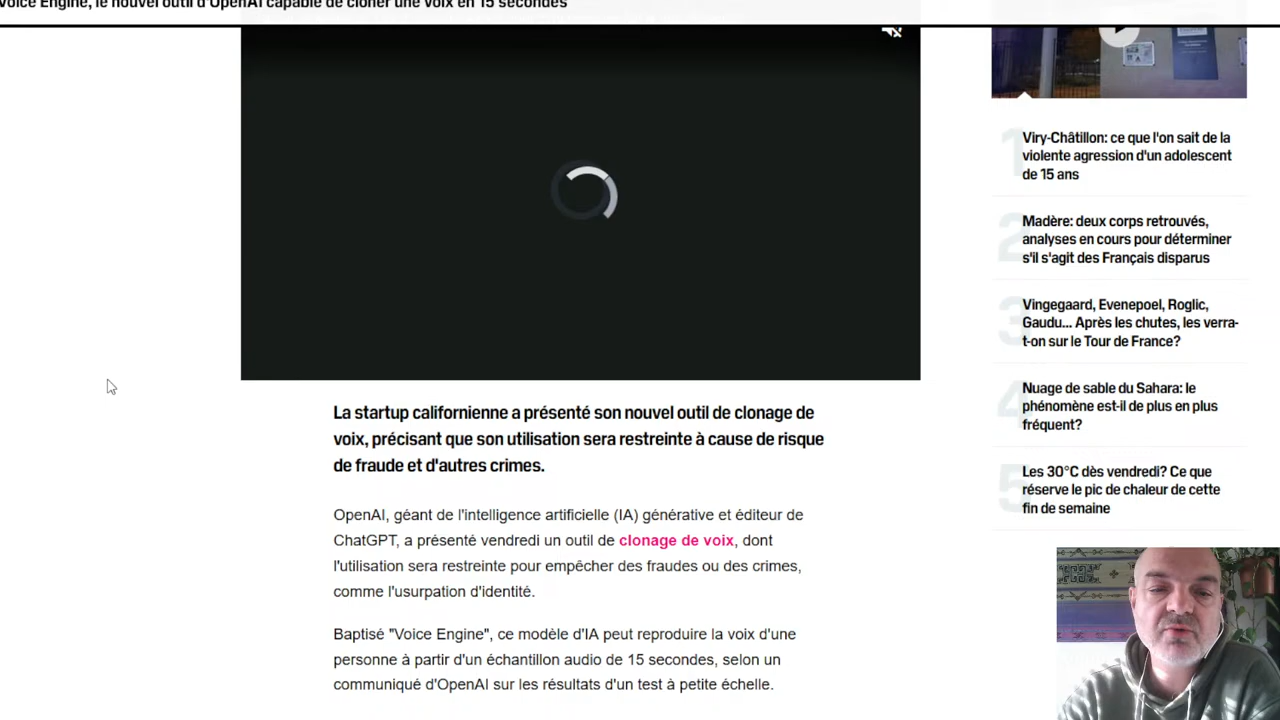 Voice Engine, le nouvel outil d'OpenAI capable de cloner une voix en 15 secondes
La startup californienne a présenté son nouvel outil de clonage de
voix, précisant que son utilisation sera restreinte à cause de risque
de fraude et d'autres crimes.
OpenAI, géant de l'intelligence artificielle (IA) générative et éditeur de
ChatGPT, a présenté vendredi un outil de clonage de voix, dont
l'utilisation sera restreinte pour empêcher des fraudes ou des crimes,
comme l'usurpation d'identité.
Baptisé "Voice Engine", ce modèle d'IA peut reproduire la voix d'une
personne à partir d'un échantillon audio de 15 secondes, selon un
communiqué d'OpenAI sur les résultats d'un test à petite échelle.
1
Viry-Châtillon: ce que l'on sait de la
violente agression d'un adolescent
de 15 ans
2
Madère: deux corps retrouvés,
analyses en cours pour déterminer
s'il s'agit des Français disparus
3
Vingegaard, Evenepoel, Roglic,
Gaudu... Après les chutes, les verra-
t-on sur le Tour de France?
4
Nuage de sable du Sahara: le
phénomène est-il de plus en plus
fréquent?
5
Les 30°C dès vendredi? Ce que
réserve le pic de chaleur de cette
fin de semaine